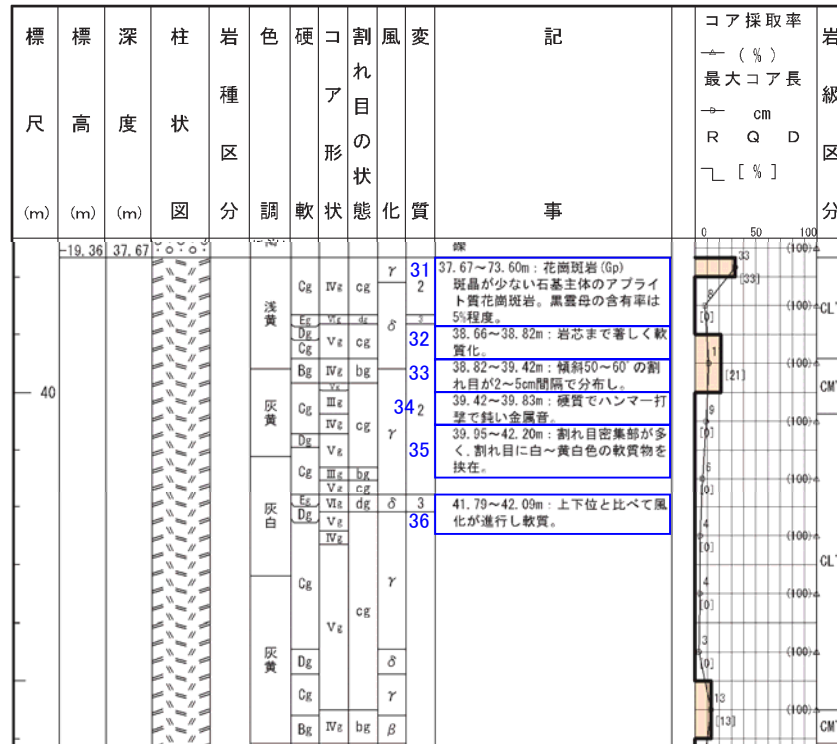 標尺(m)
標高(m)
深度(m)
柱状図
岩種区分
色調
硬軟
コア形状
割れ目の状態
風化
変質
記事
コア採取率
(%)
最大コア長
cm
R Q D
[%]
岩級区分
0 50 100
-19.36 37.67
礫
(100)
31 37.67～73.60m：花崗斑岩(Gp)
斑晶が少ない石基主体のアプライ
ト質花崗斑岩。黒雲母の含有率は
5%程度。
32 38.66～38.82m：岩芯まで著しく軟
質化。
33 38.82～39.42m：傾斜50～60°の割
れ目が2～5cm間隔で分布し。
34 39.42～39.83m：硬質でハンマー打
撃で鈍い金属音。
35 39.95～42.20m：割れ目密集部が多
く、割れ目に白～黄白色の軟質物を
挟在。
36 41.79～42.09m：上下位と比べて風
化が進行し軟質。
40
浅黄
灰黄
灰白
灰黄
Cg
Eg
Dg
Cg
Bg
Cg
Dg
Cg
Eg
Dg
Cg
Dg
Cg
Bg
Ⅳg
Ⅵg
Ⅴg
Ⅳg
Ⅴg
Ⅲg
Ⅳg
Ⅴg
Ⅲg
Ⅴg
Ⅵg
Ⅴg
Ⅳg
Ⅴg
Ⅳg
cg
dg
cg
bg
cg
bg
cg
dg
cg
bg
γ
δ
γ
δ
γ
δ
γ
β
2
3
2
3
33
[33]
8
[0]
(100)
CL
1
[21]
(100)
CM
9
[0]
(100)
6
[0]
(100)
4
[0]
(100)
CL
4
[0]
(100)
3
[0]
(100)
13
[13]
(100)
CM